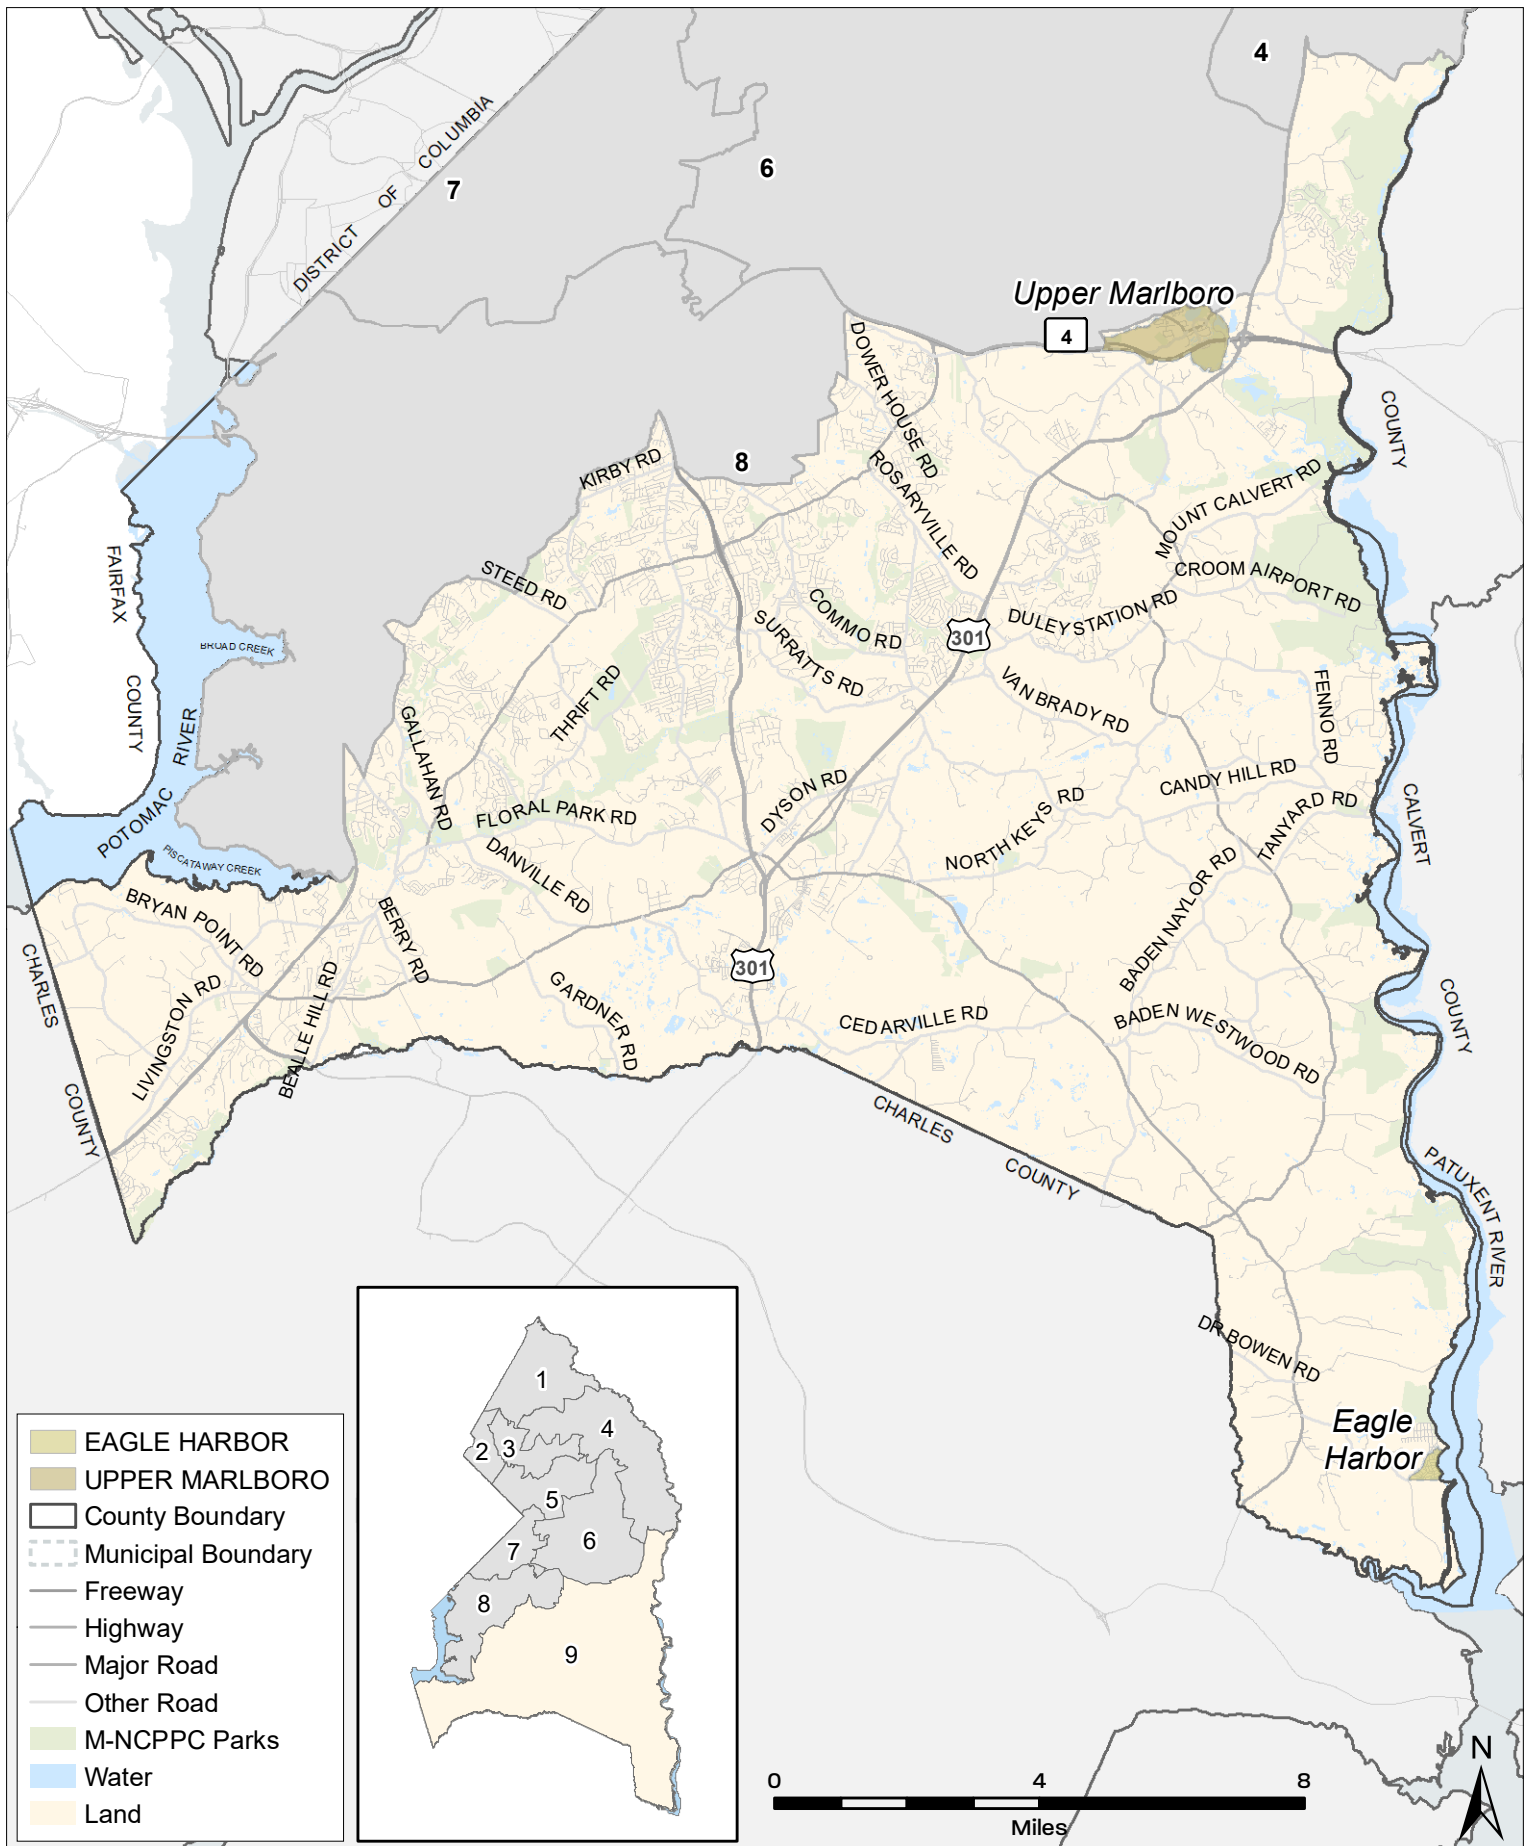 4
6
7
DISTRICT OF COLUMBIA
Upper Marlboro
4
DOWER HOUSE RD
COUNTY
KIRBY RD
8
ROSARYVILLE RD
MOUNT CALVERT RD
FAIRFAX
COUNTY
STEED RD
CROOM AIRPORT RD
COMMO RD
DULEY STATION RD
301
SURRATTS RD
BROAD CREEK
THRIFT RD
VAN BRADY RD
FENNO RD
GALLAHAN RD
POTOMAC RIVER
DYSON RD
CANDY HILL RD
TANYARD RD
CALVERT
COUNTY
FLORAL PARK RD
NORTH KEYS RD
DANVILLE RD
PISCATAWAY CREEK
BRYAN POINT RD
BERRY RD
BADEN NAYLOR RD
CHARLES
COUNTY
301
LIVINGSTON RD
BEALLE HILL RD
GARDNER RD
CEDARVILLE RD
BADEN WESTWOOD RD
CHARLES
COUNTY
PATUXENT RIVER
DR BOWEN RD
Eagle
Harbor
EAGLE HARBOR
UPPER MARLBORO
County Boundary
Municipal Boundary
Freeway
Highway
Major Road
Other Road
M-NCPPC Parks
Water
Land
1
4
2
3
5
6
7
8
9
0 4 8
Miles
N